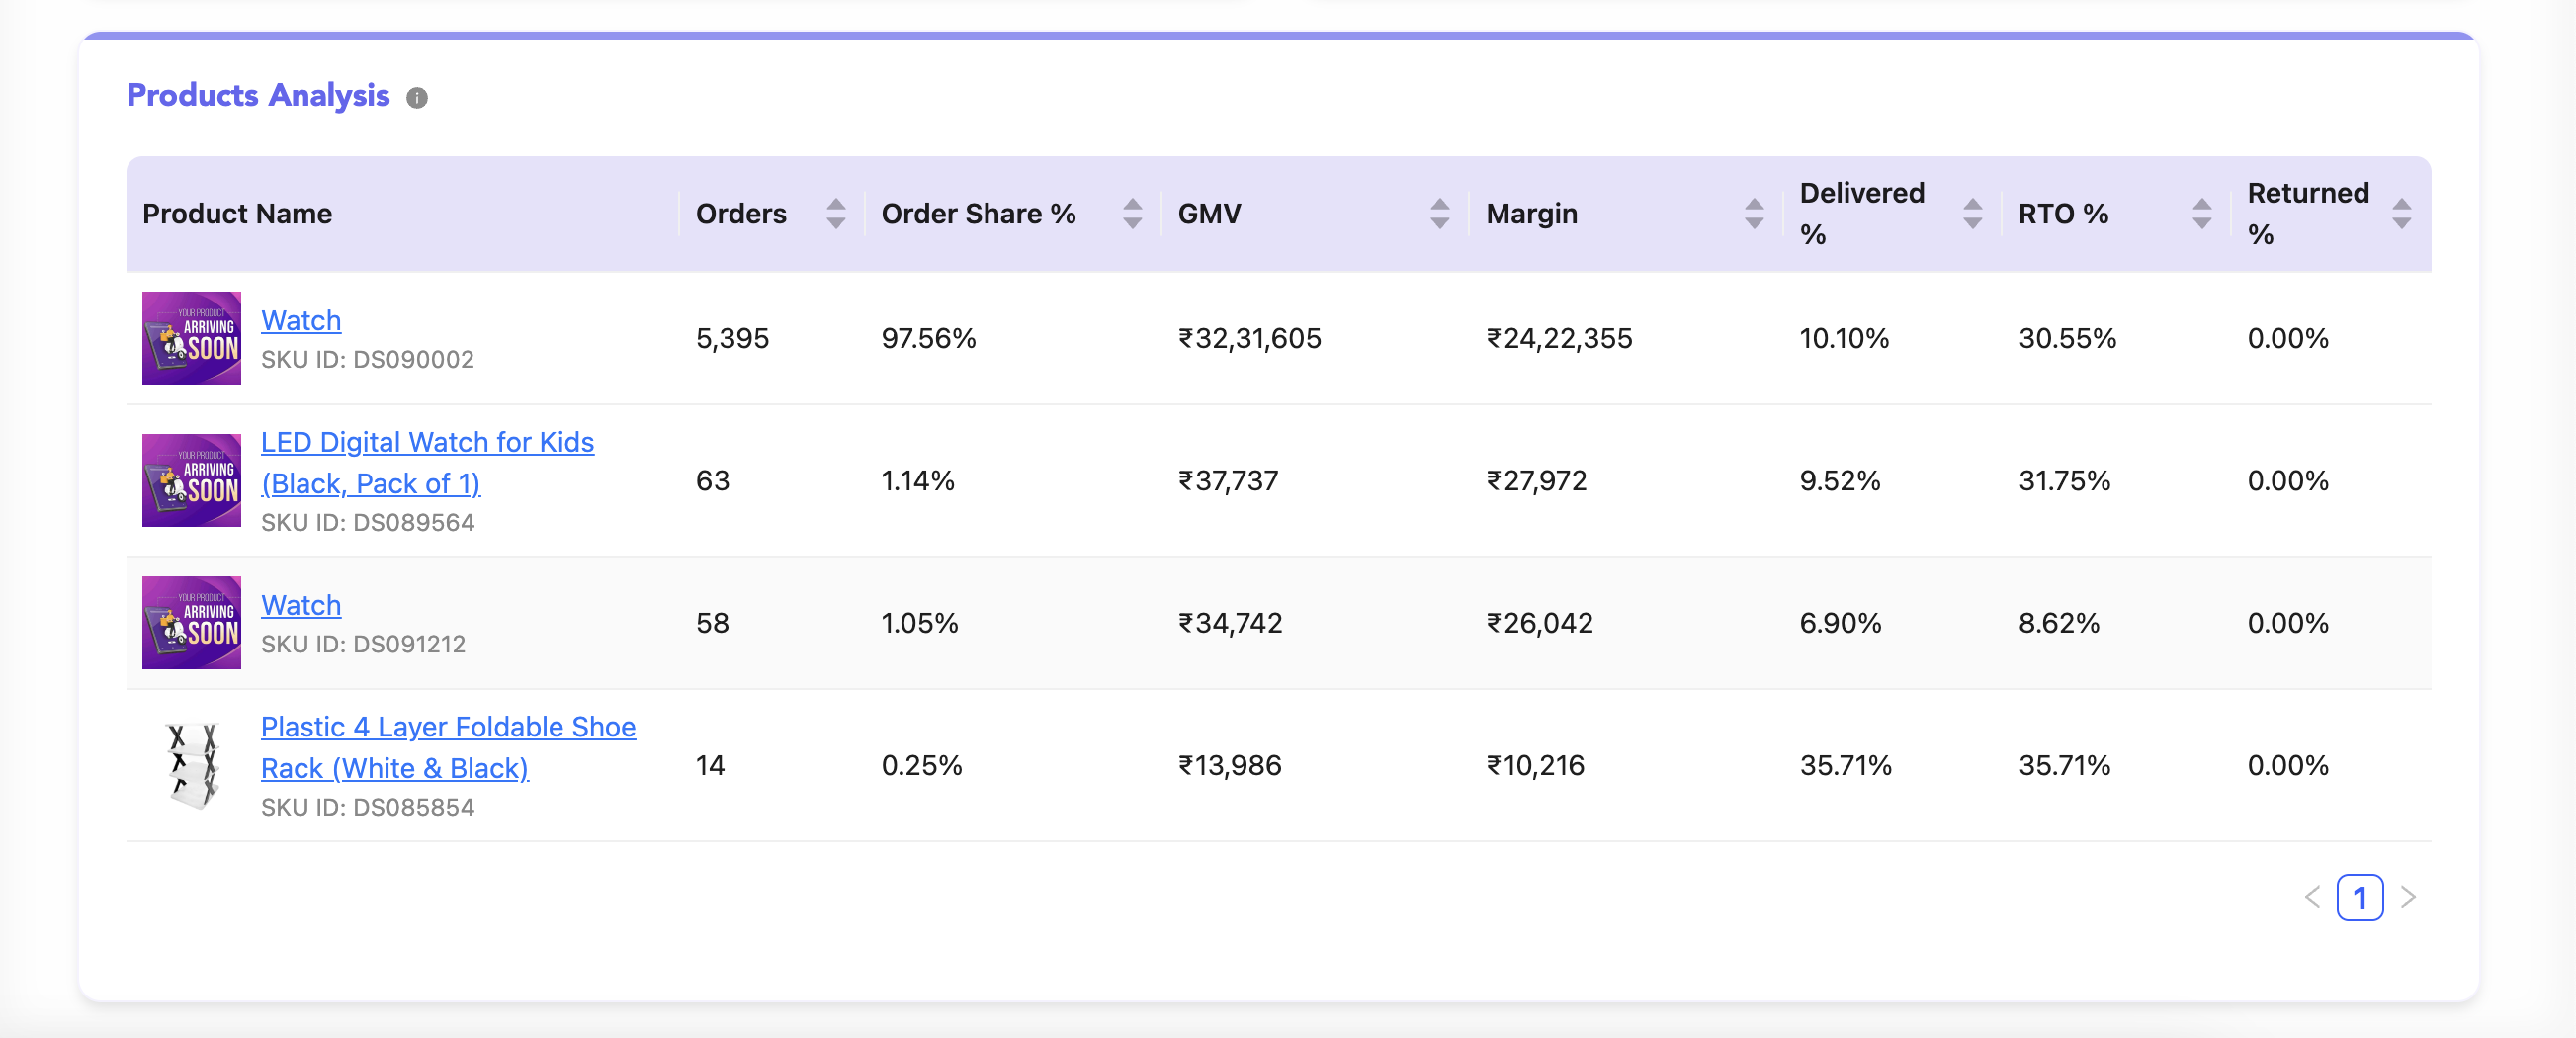 Products Analysis
Product Name
Orders
Order Share %
GMV
Margin
Delivered
%
RTO %
Returned
%
YOUR PRODUCT
ARRIVING
SOON
Watch
SKU ID: DS090002
5,395
97.56%
₹32,31,605
₹24,22,355
10.10%
30.55%
0.00%
YOUR PRODUCT
ARRIVING
SOON
LED Digital Watch for Kids
(Black, Pack of 1)
SKU ID: DS089564
63
1.14%
₹37,737
₹27,972
9.52%
31.75%
0.00%
YOUR PRODUCT
ARRIVING
SOON
Watch
SKU ID: DS091212
58
1.05%
₹34,742
₹26,042
6.90%
8.62%
0.00%
Plastic 4 Layer Foldable Shoe
Rack (White & Black)
SKU ID: DS085854
14
0.25%
₹13,986
₹10,216
35.71%
35.71%
0.00%
1